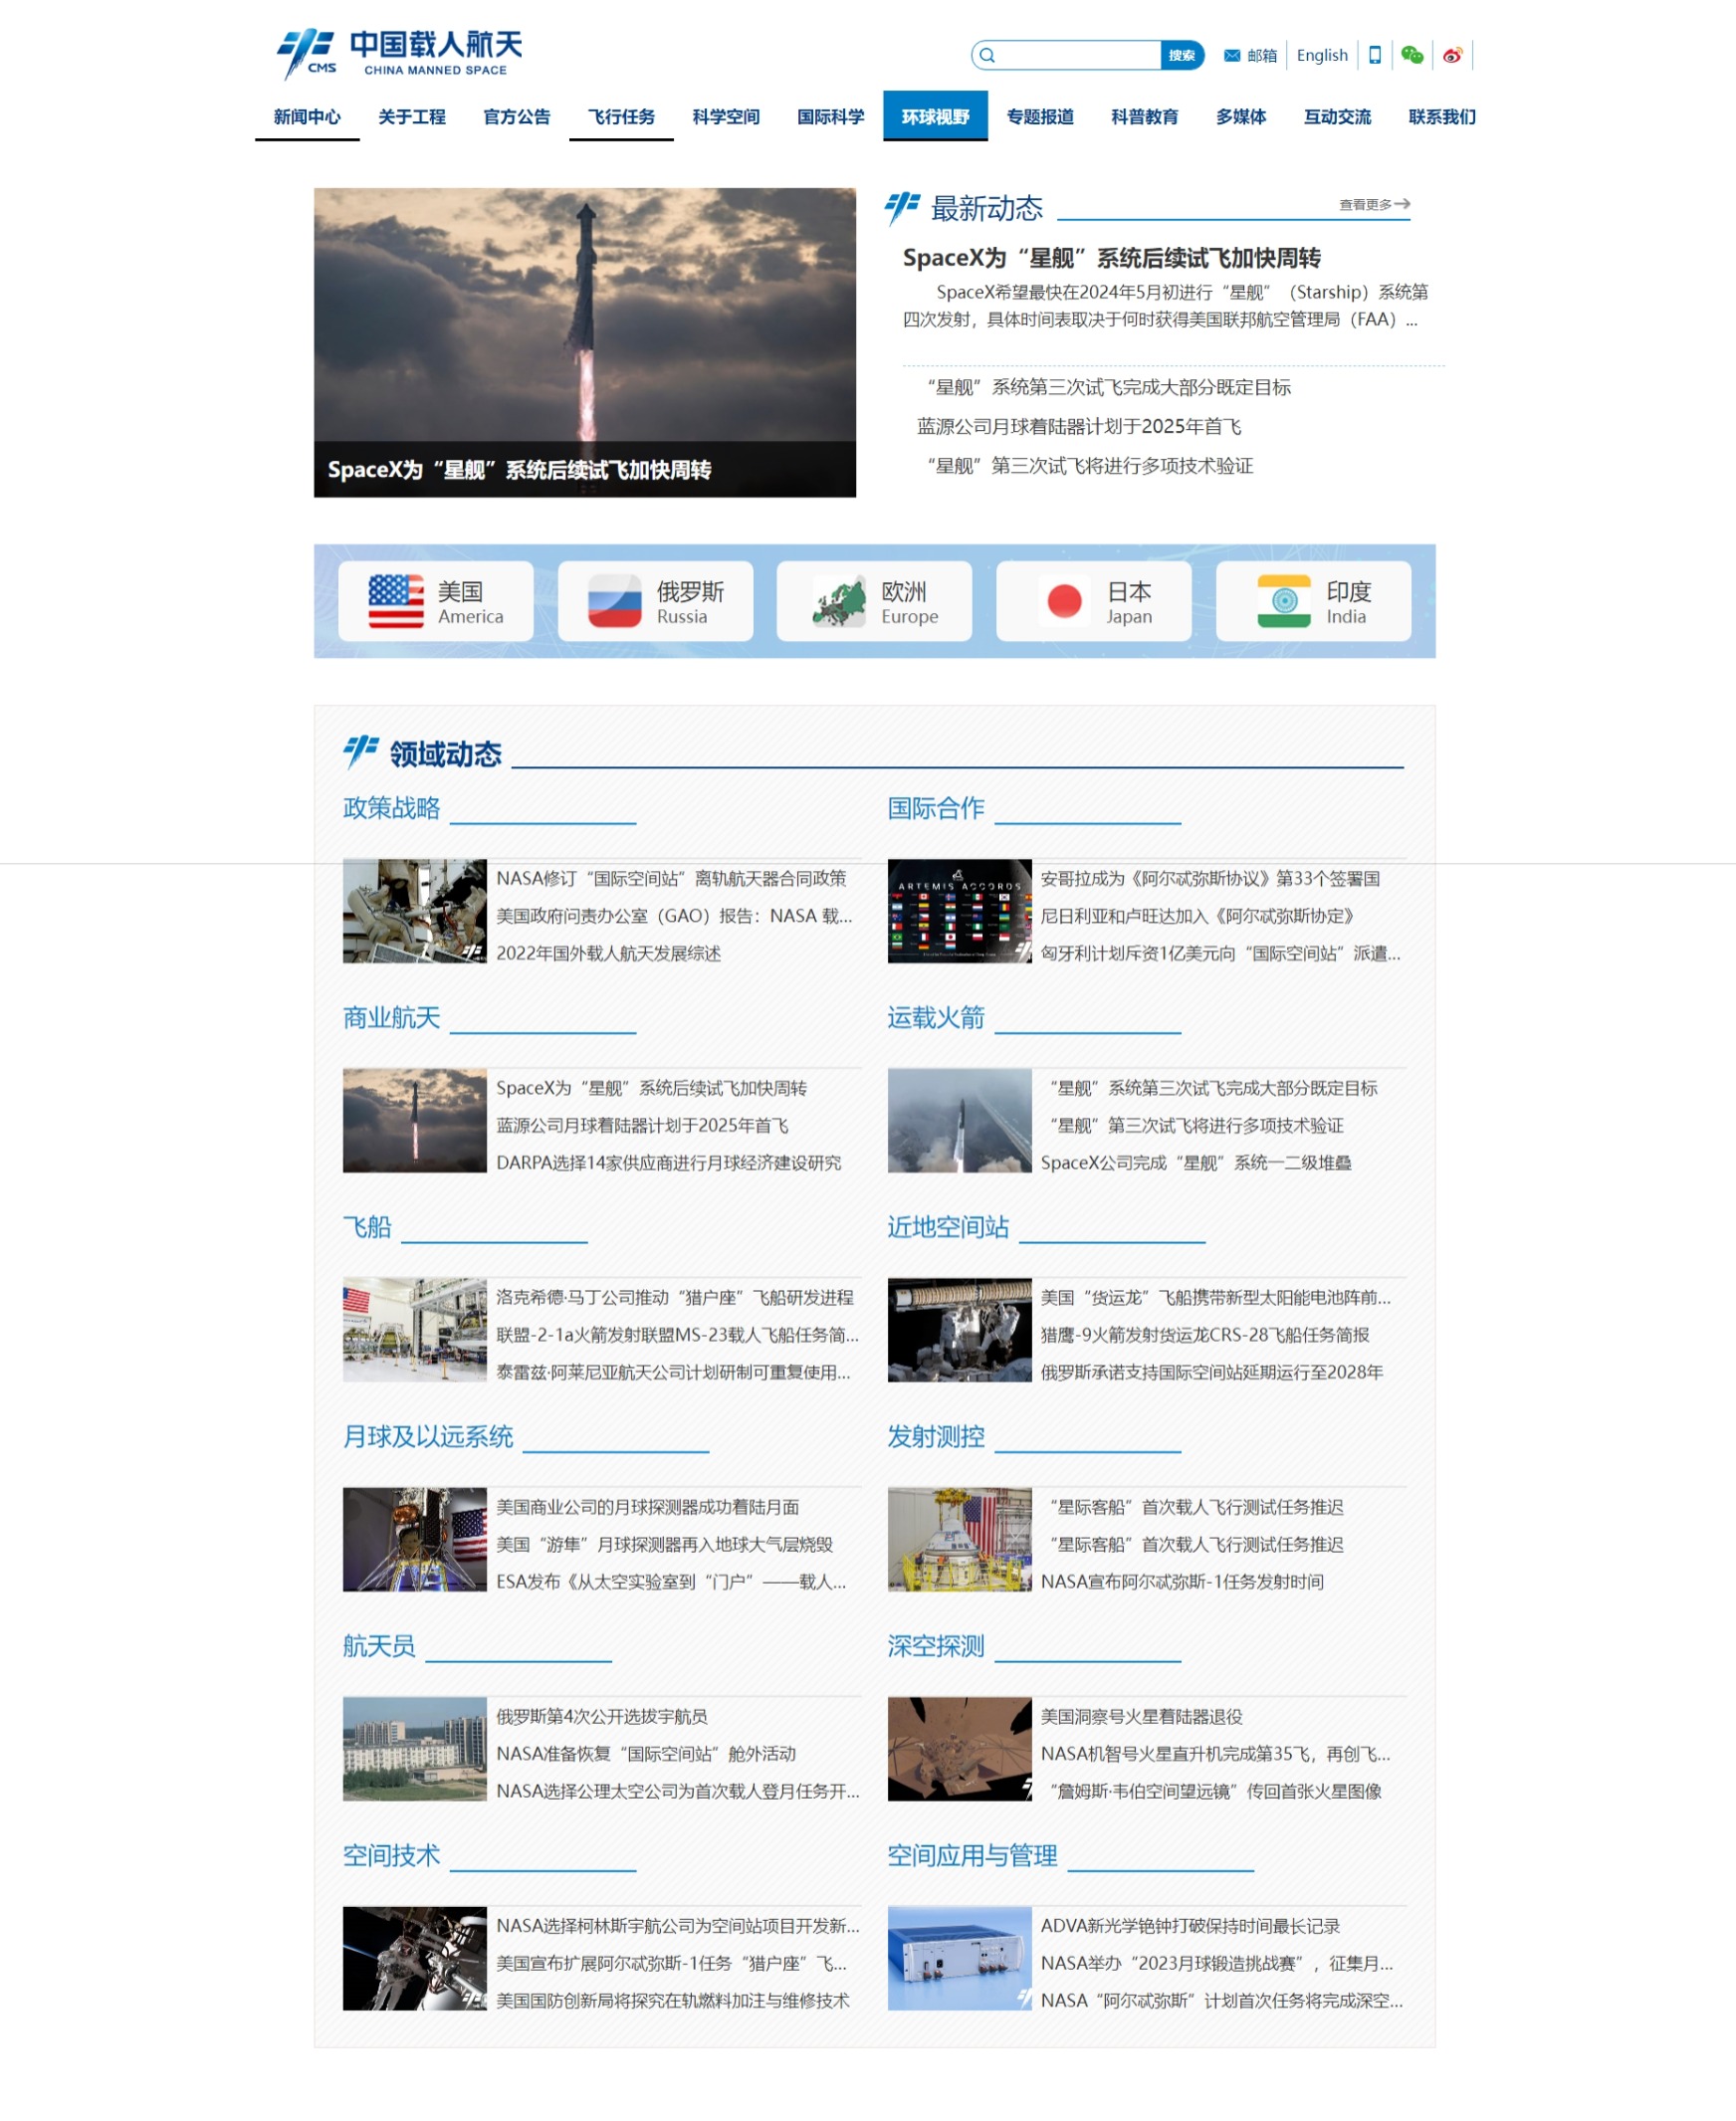 中国载人航天
CMS
CHINA MANNED SPACE
搜索
邮箱
English
新闻中心
关于工程
官方公告
飞行任务
科学空间
国际科学
环球视野
专题报道
科普教育
多媒体
互动交流
联系我们
SpaceX为“星舰”系统后续试飞加快周转
最新动态
查看更多
SpaceX为“星舰”系统后续试飞加快周转
SpaceX希望最快在2024年5月初进行“星舰”（Starship）系统第
四次发射，具体时间表取决于何时获得美国联邦航空管理局（FAA）...
“星舰”系统第三次试飞完成大部分既定目标
蓝源公司月球着陆器计划于2025年首飞
“星舰”第三次试飞将进行多项技术验证
美国
America
俄罗斯
Russia
欧洲
Europe
日本
Japan
印度
India
领域动态
政策战略
NASA修订“国际空间站”离轨航天器合同政策
美国政府问责办公室（GAO）报告：NASA 载...
2022年国外载人航天发展综述
国际合作
ARTEMIS ACCORDS
安哥拉成为《阿尔忒弥斯协议》第33个签署国
尼日利亚和卢旺达加入《阿尔忒弥斯协定》
匈牙利计划斥资1亿美元向“国际空间站”派遣...
商业航天
SpaceX为“星舰”系统后续试飞加快周转
蓝源公司月球着陆器计划于2025年首飞
DARPA选择14家供应商进行月球经济建设研究
运载火箭
“星舰”系统第三次试飞完成大部分既定目标
“星舰”第三次试飞将进行多项技术验证
SpaceX公司完成“星舰”系统一二级堆叠
飞船
洛克希德·马丁公司推动“猎户座”飞船研发进程
联盟-2-1a火箭发射联盟MS-23载人飞船任务简...
泰雷兹·阿莱尼亚航天公司计划研制可重复使用...
近地空间站
美国“货运龙”飞船携带新型太阳能电池阵前...
猎鹰-9火箭发射货运龙CRS-28飞船任务简报
俄罗斯承诺支持国际空间站延期运行至2028年
月球及以远系统
美国商业公司的月球探测器成功着陆月面
美国“游隼”月球探测器再入地球大气层烧毁
ESA发布《从太空实验室到“门户”——载人...
发射测控
“星际客船”首次载人飞行测试任务推迟
“星际客船”首次载人飞行测试任务推迟
NASA宣布阿尔忒弥斯-1任务发射时间
航天员
俄罗斯第4次公开选拔宇航员
NASA准备恢复“国际空间站”舱外活动
NASA选择公理太空公司为首次载人登月任务开...
深空探测
美国洞察号火星着陆器退役
NASA机智号火星直升机完成第35飞，再创飞...
“詹姆斯·韦伯空间望远镜”传回首张火星图像
空间技术
NASA选择柯林斯宇航公司为空间站项目开发新...
美国宣布扩展阿尔忒弥斯-1任务“猎户座”飞...
美国国防创新局将探究在轨燃料加注与维修技术
空间应用与管理
ADVA新光学铯钟打破保持时间最长记录
NASA举办“2023月球锻造挑战赛”，征集月...
NASA“阿尔忒弥斯”计划首次任务将完成深空...